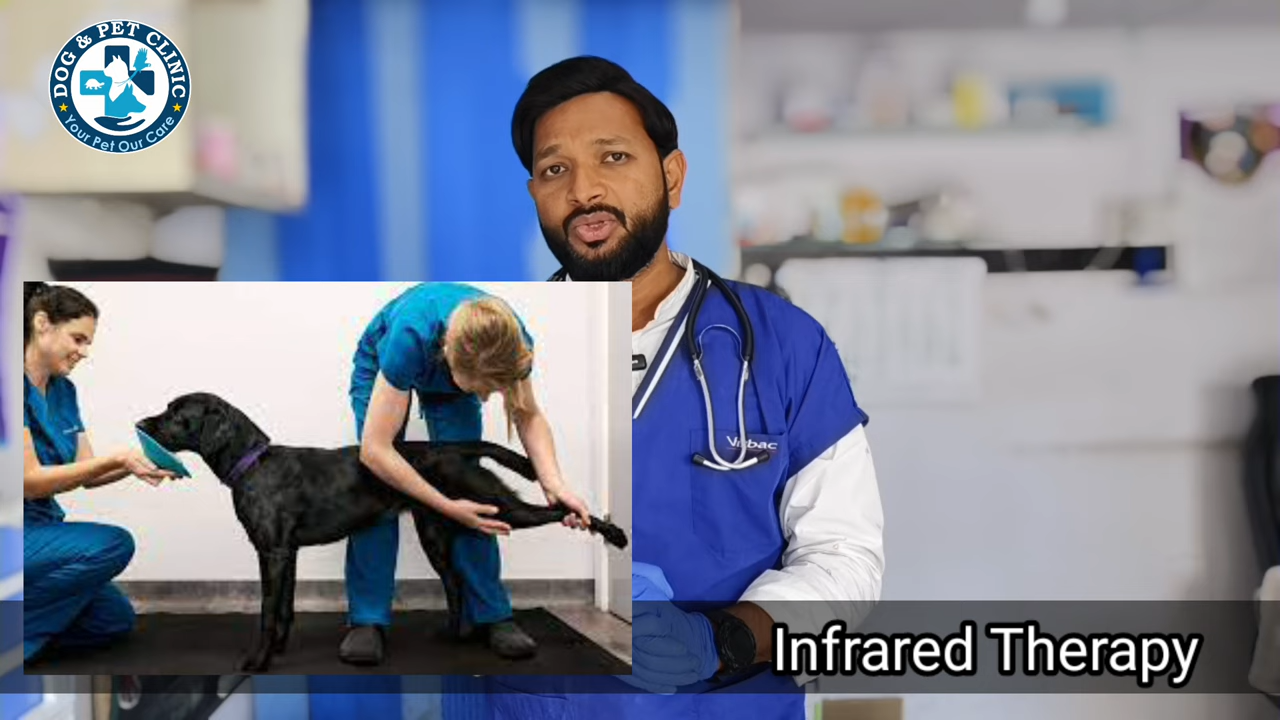 DOG & PET CLINIC
Your Pet Our Care
Virbac
Infrared Therapy